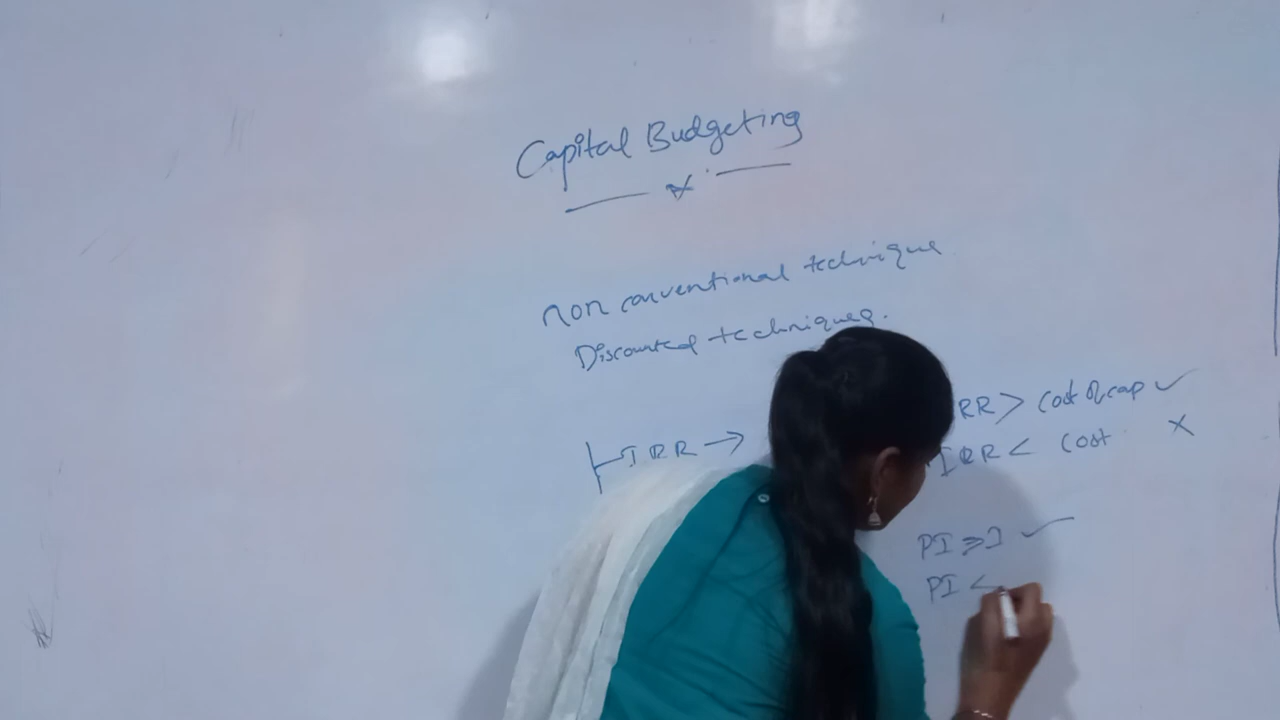 Capital Budgeting
non conventional technique
Discounted techniques.
IRR →
RR > cost of cap ✓
IRR < cost ✗
PI ⩾ 1 ✓
PI <